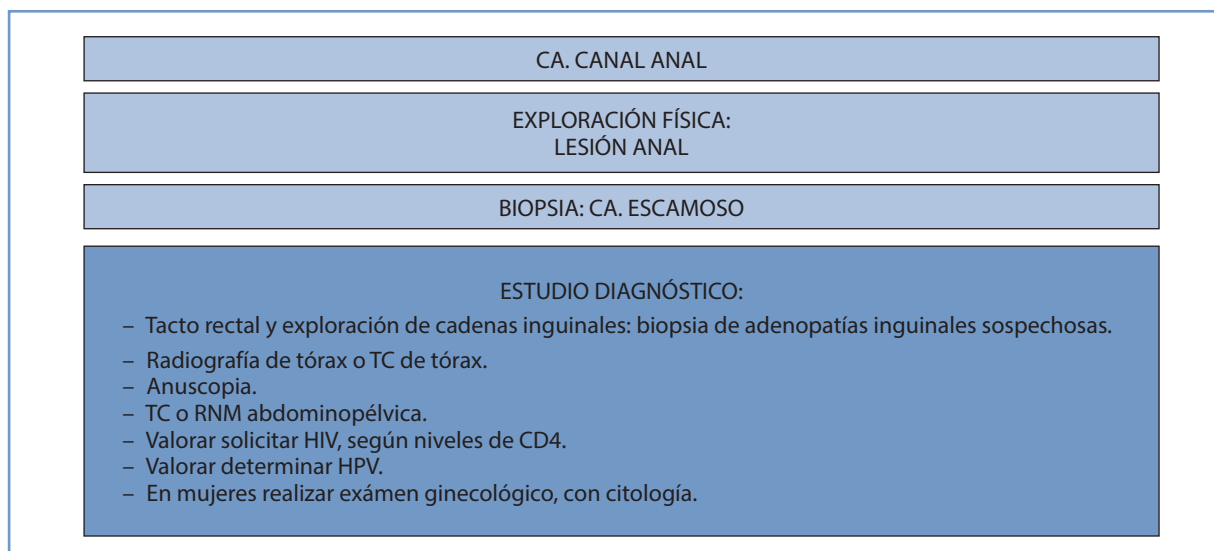 CA. CANAL ANAL
EXPLORACIÓN FÍSICA:
LESIÓN ANAL
BIOPSIA: CA. ESCAMOSO
ESTUDIO DIAGNÓSTICO:
– Tacto rectal y exploración de cadenas inguinales: biopsia de adenopatías inguinales sospechosas.
– Radiografía de tórax o TC de tórax.
– Anuscopia.
– TC o RNM abdominopélvica.
– Valorar solicitar HIV, según niveles de CD4.
– Valorar determinar HPV.
– En mujeres realizar exámen ginecológico, con citología.